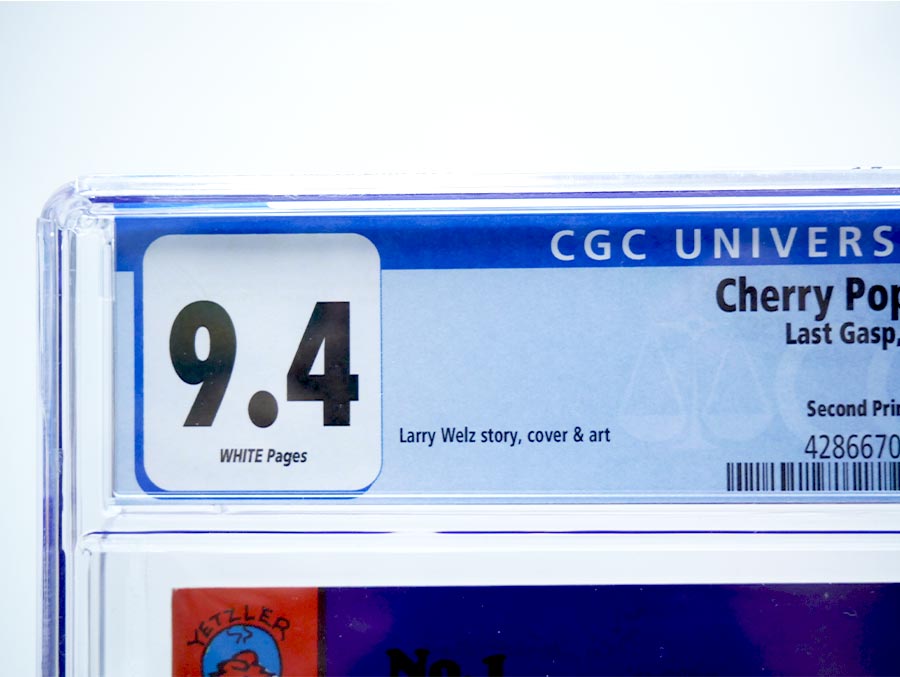 CGC UNIVERS
9.4
WHITE Pages
Cherry Pop
Last Gasp,
Second Prin
Larry Welz story, cover & art
4286670
YETZLER
No. 1